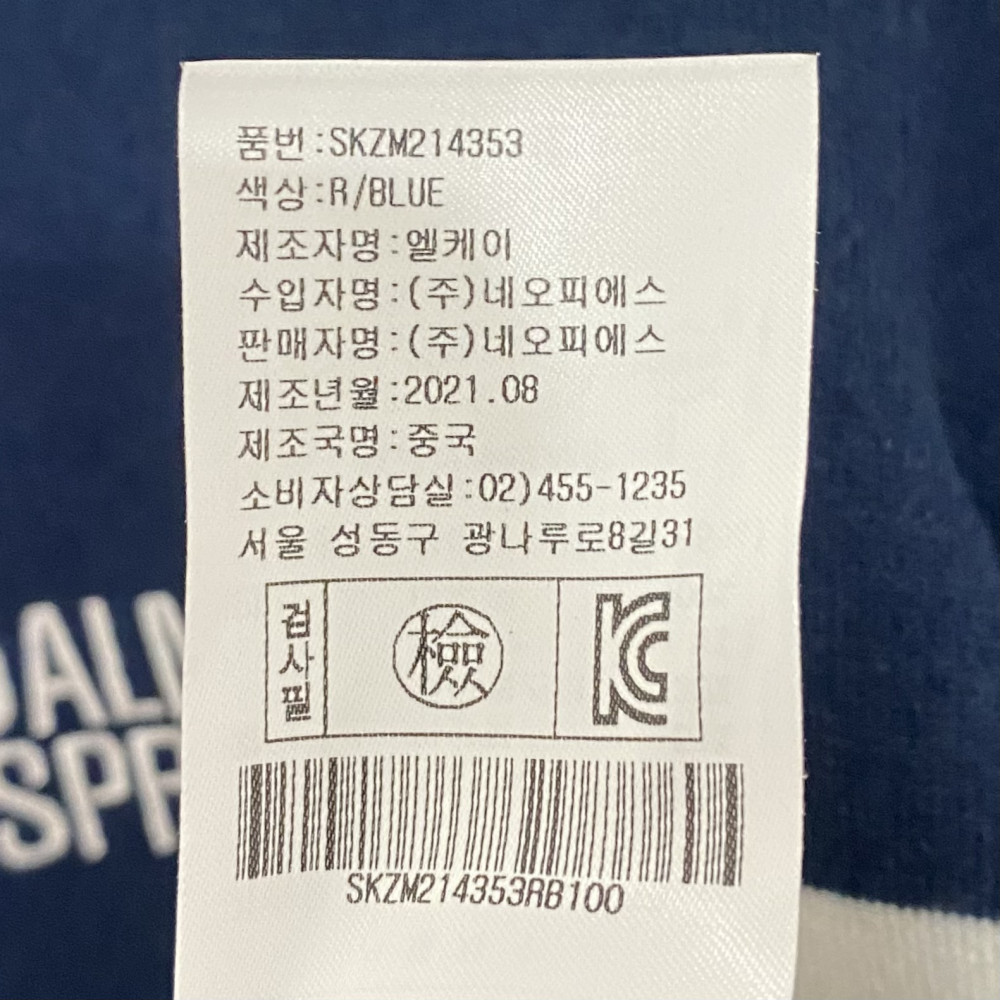 품번:SKZM214353
색상:R/BLUE
제조자명:엘케이
수입자명:(주)네오피에스
판매자명:(주)네오피에스
제조년월:2021.08
제조국명:중국
소비자상담실:02)455-1235
서울 성동구 광나루로8길31
검사필
檢
KC
SKZM214353RB100